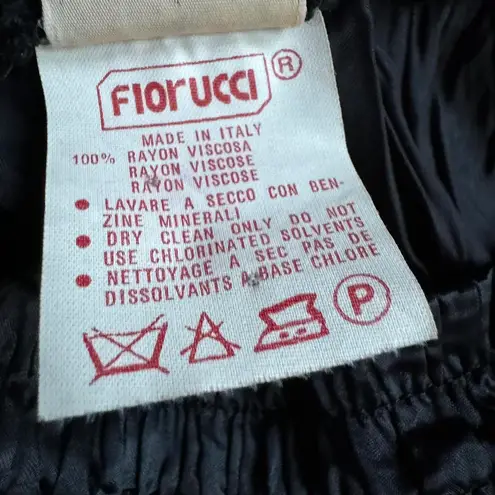 FIORUCCI ®
MADE IN ITALY
100% RAYON VISCOSA
RAYON VISCOSE
RAYON VISCOSE
● LAVARE A SECCO CON BEN-
ZINE MINERALI
● DRY CLEAN ONLY DO NOT
USE CHLORINATED SOLVENTS
● NETTOYAGE A SEC PAS DE
DISSOLVANTS A BASE CHLORE
P